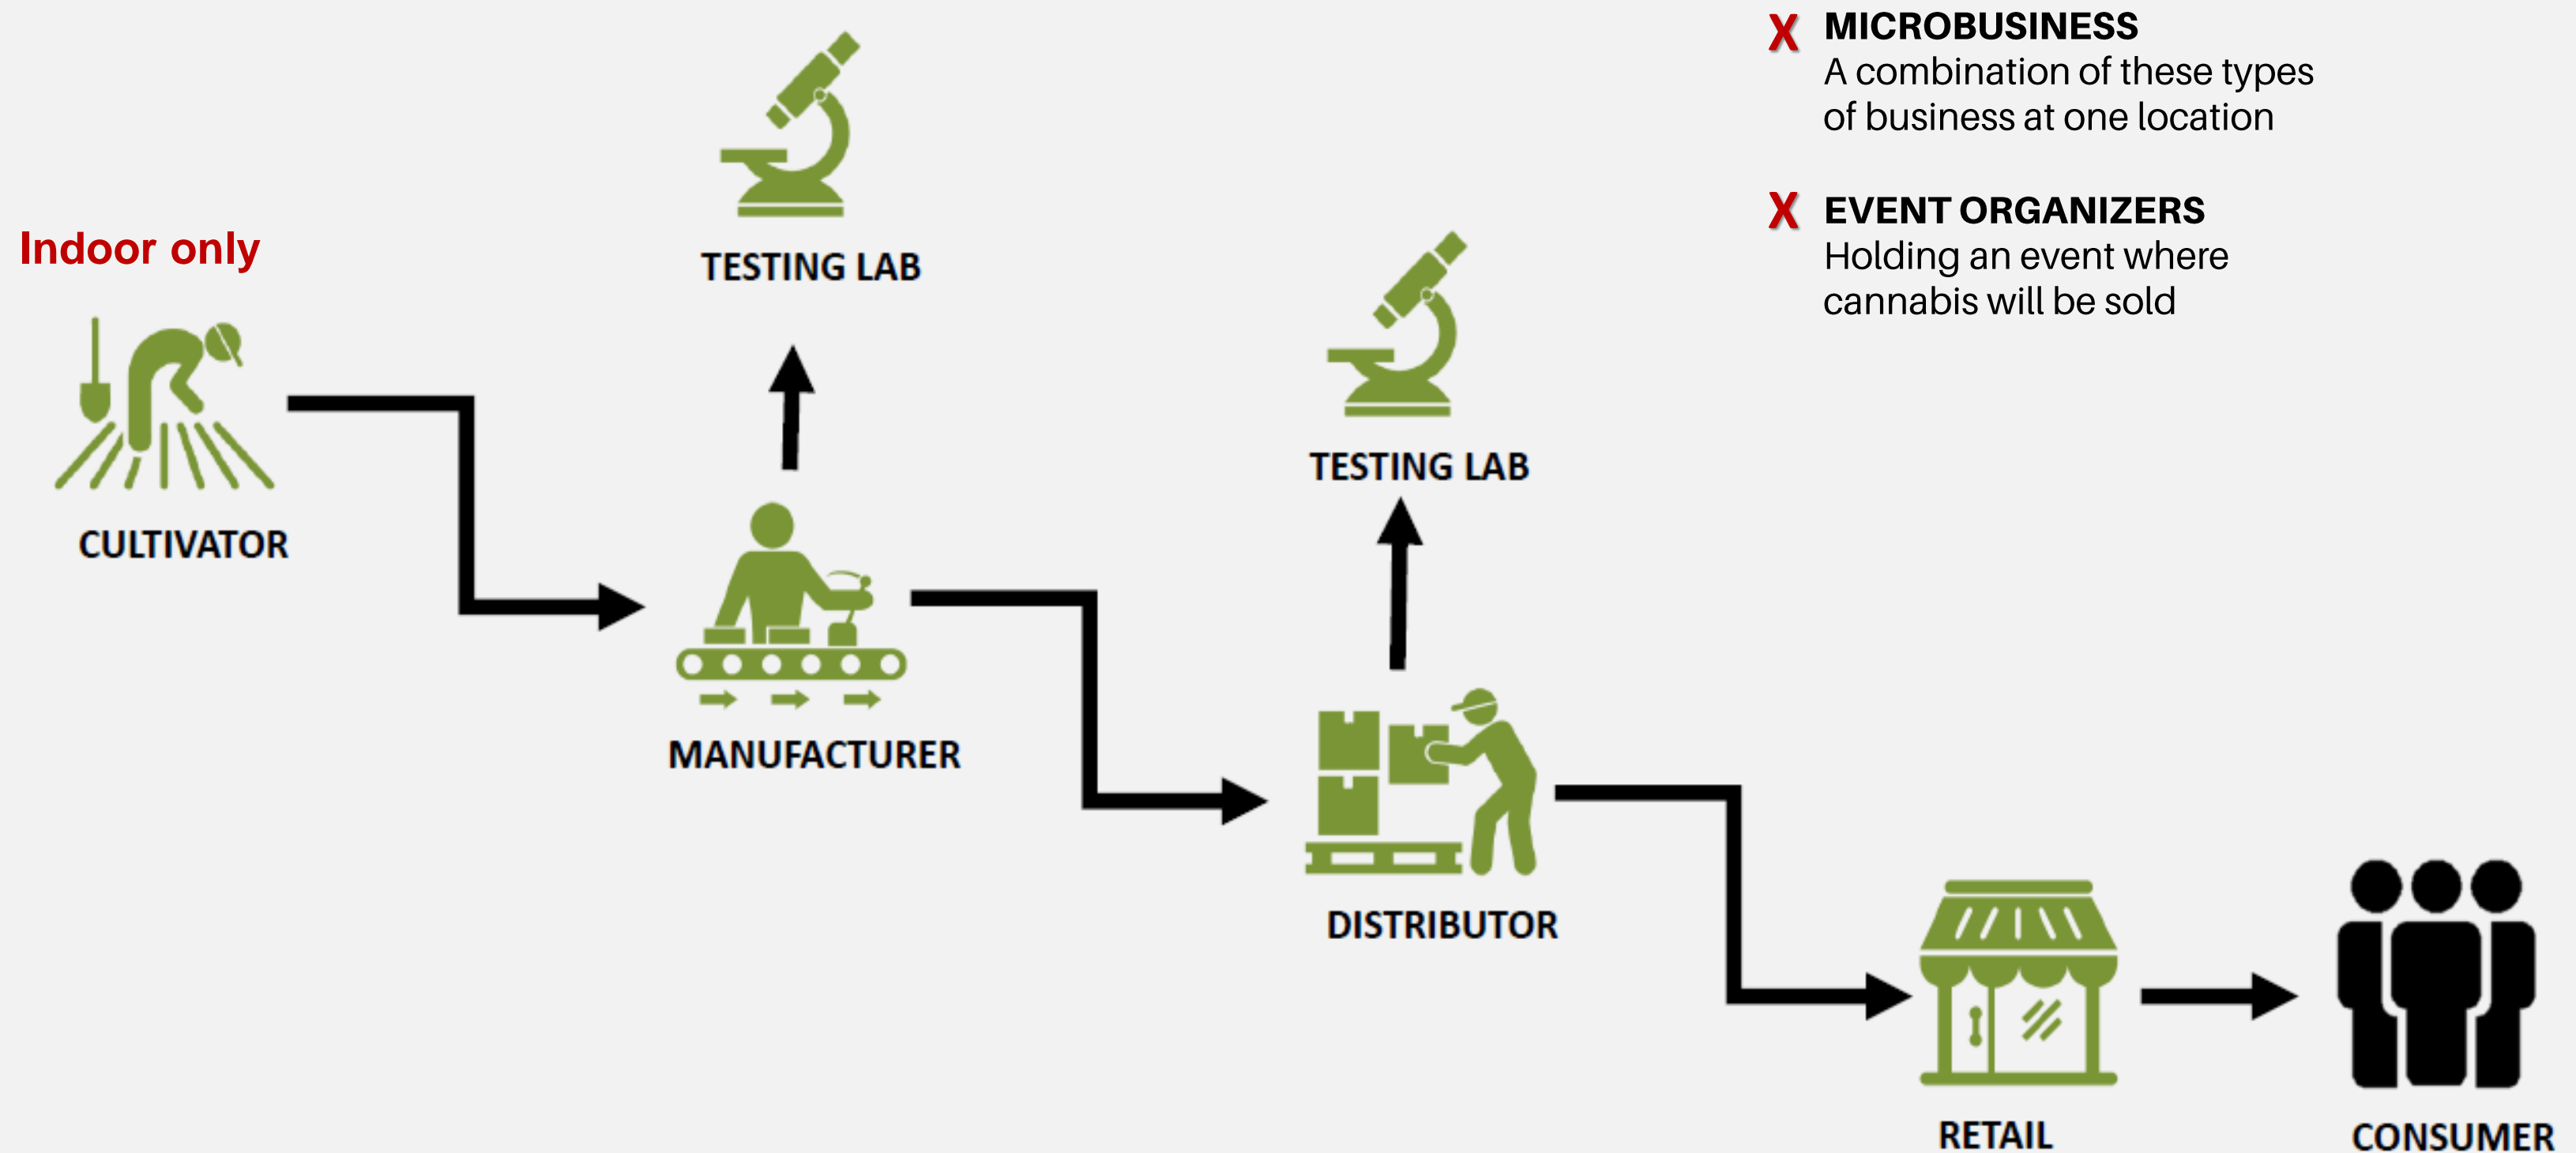 X MICROBUSINESS
A combination of these types
of business at one location
X EVENT ORGANIZERS
Holding an event where
cannabis will be sold
Indoor only
TESTING LAB
TESTING LAB
CULTIVATOR
MANUFACTURER
DISTRIBUTOR
RETAIL
CONSUMER